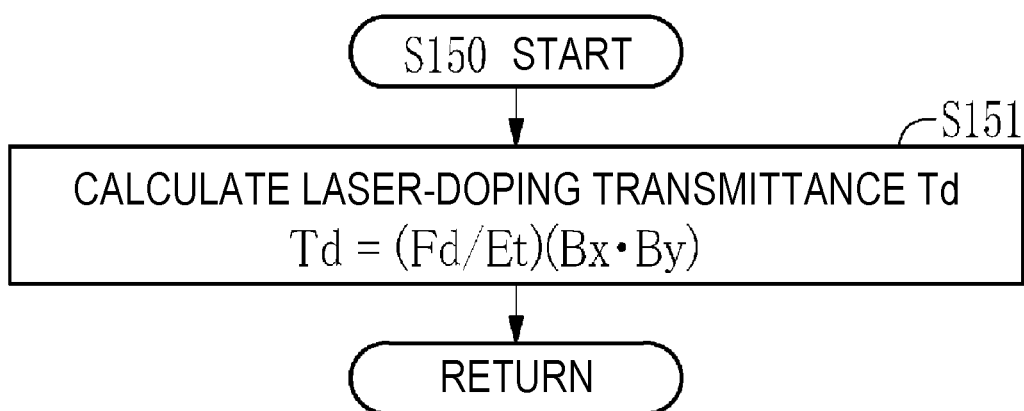 S150 START
S151
CALCULATE LASER-DOPING TRANSMITTANCE Td
Td = (Fd/Et)(Bx·By)
RETURN